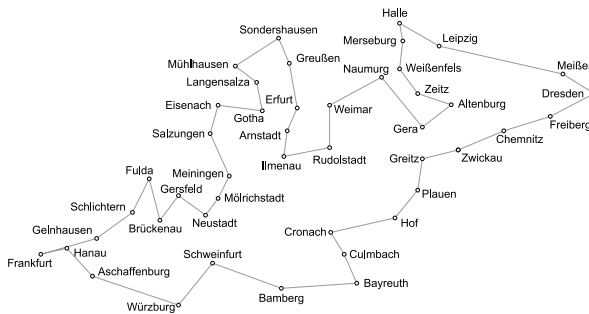 Halle
Sondershausen
Leipzig
Merseburg
Greußen
Mühlhausen
Naumurg
Weißenfels
Meiße
Langensalza
Zeitz
Dresden
Eisenach
Erfurt
Weimar
Altenburg
Gotha
Freiberg
Salzungen
Arnstadt
Gera
Chemnitz
Ilmenau
Rudolstadt
Greitz
Zwickau
Fulda
Meiningen
Gersfeld
Plauen
Mölrichstadt
Schlichtern
Neustadt
Hof
Brückenau
Gelnhausen
Cronach
Hanau
Schweinfurt
Culmbach
Frankfurt
Aschaffenburg
Bayreuth
Bamberg
Würzburg